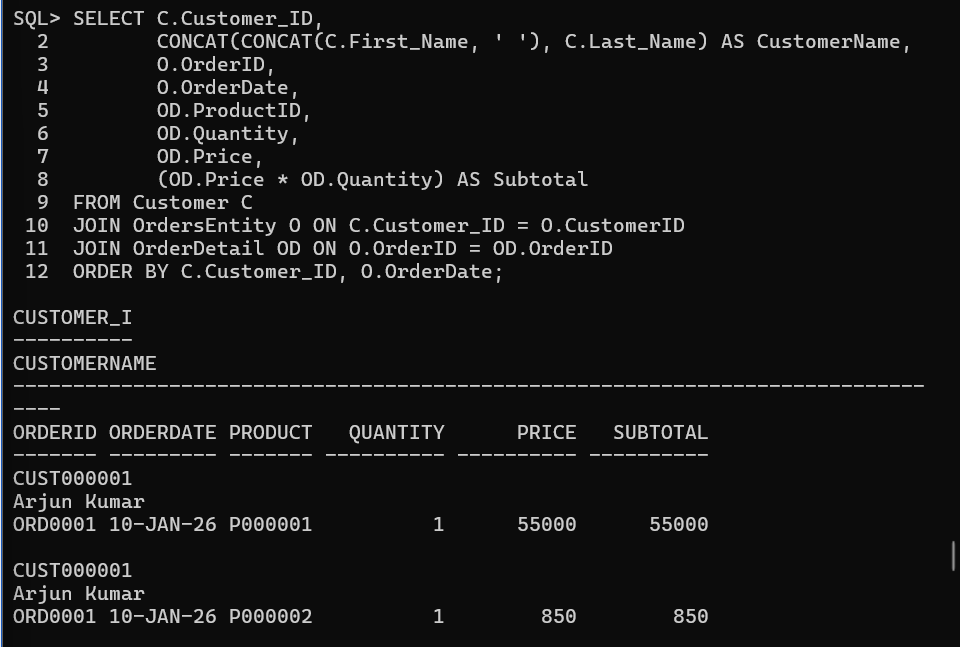 SQL> SELECT C.Customer_ID,
  2         CONCAT(CONCAT(C.First_Name, ' '), C.Last_Name) AS CustomerName,
  3         O.OrderID,
  4         O.OrderDate,
  5         OD.ProductID,
  6         OD.Quantity,
  7         OD.Price,
  8         (OD.Price * OD.Quantity) AS Subtotal
  9  FROM Customer C
 10  JOIN OrdersEntity O ON C.Customer_ID = O.CustomerID
 11  JOIN OrderDetail OD ON O.OrderID = OD.OrderID
 12  ORDER BY C.Customer_ID, O.OrderDate;

CUSTOMER_I
----------
CUSTOMERNAME
----------------------------------------------------------------------------
----
ORDERID ORDERDATE PRODUCT   QUANTITY      PRICE   SUBTOTAL
------- --------- ------- ---------- ---------- ----------
CUST000001
Arjun Kumar
ORD0001 10-JAN-26 P000001          1      55000      55000

CUST000001
Arjun Kumar
ORD0001 10-JAN-26 P000002          1        850        850